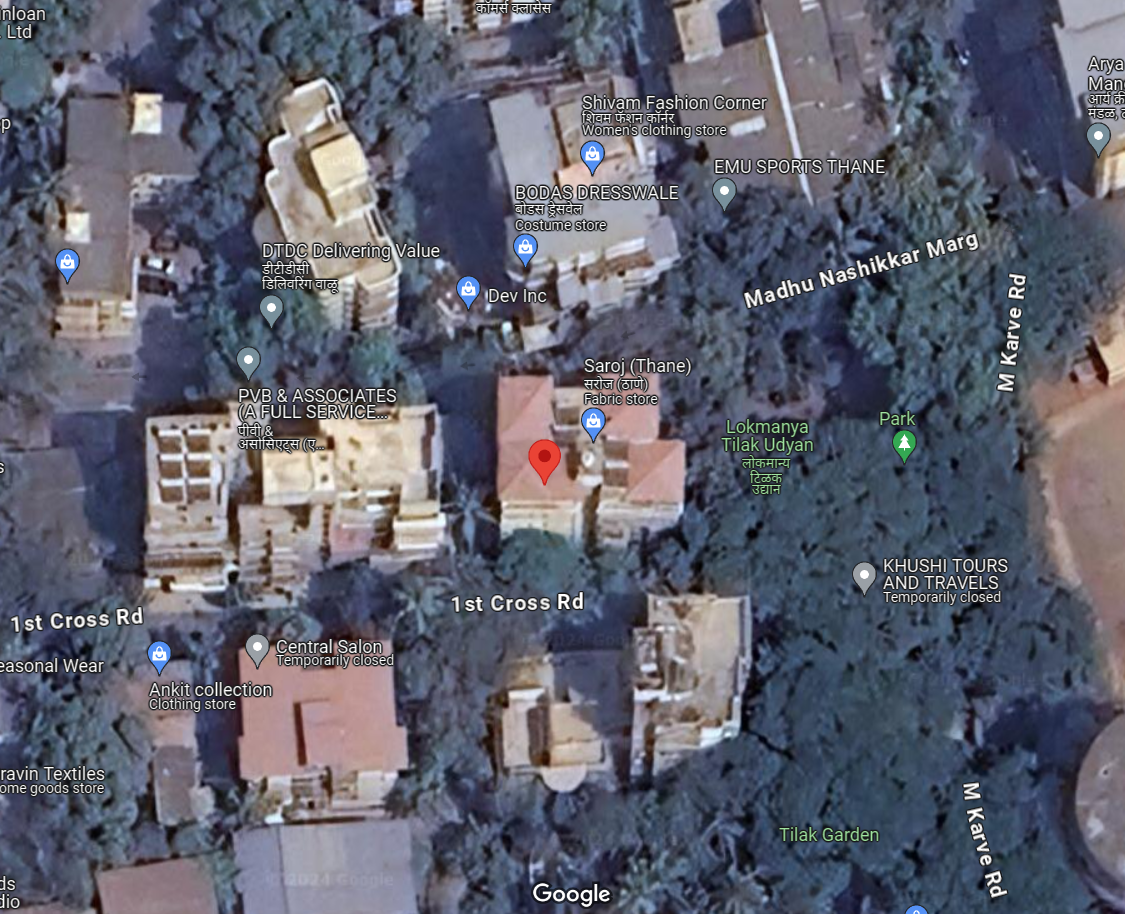 nloan
. Ltd
कॉमर्स क्लासेस
Shivam Fashion Corner
शिवम फॅशन कॉर्नर
Women's clothing store
Arya
Man
आर्य क्री
मंडळ, ठ
p
EMU SPORTS THANE
BODAS DRESSWALE
बोडस ड्रेसवेल
Costume store
DTDC Delivering Value
डीटीडीसी
डिलिवरिंग वाळू
Dev Inc
Madhu Nashikkar Marg
M Karve Rd
Saroj (Thane)
सरोज (ठाणे)
Fabric store
PVB & ASSOCIATES
(A FULL SERVICE...
पीवी &
असोसिएट्स (ए...
Lokmanya
Tilak Udyan
लोकमान्य
टिळक
उद्यान
Park
s
KHUSHI TOURS
AND TRAVELS
Temporarily closed
1st Cross Rd
1st Cross Rd
Central Salon
Temporarily closed
easonal Wear
Ankit collection
Clothing store
ravin Textiles
ome goods store
M Karve Rd
Tilak Garden
ds
dio
©2024 Google
Google